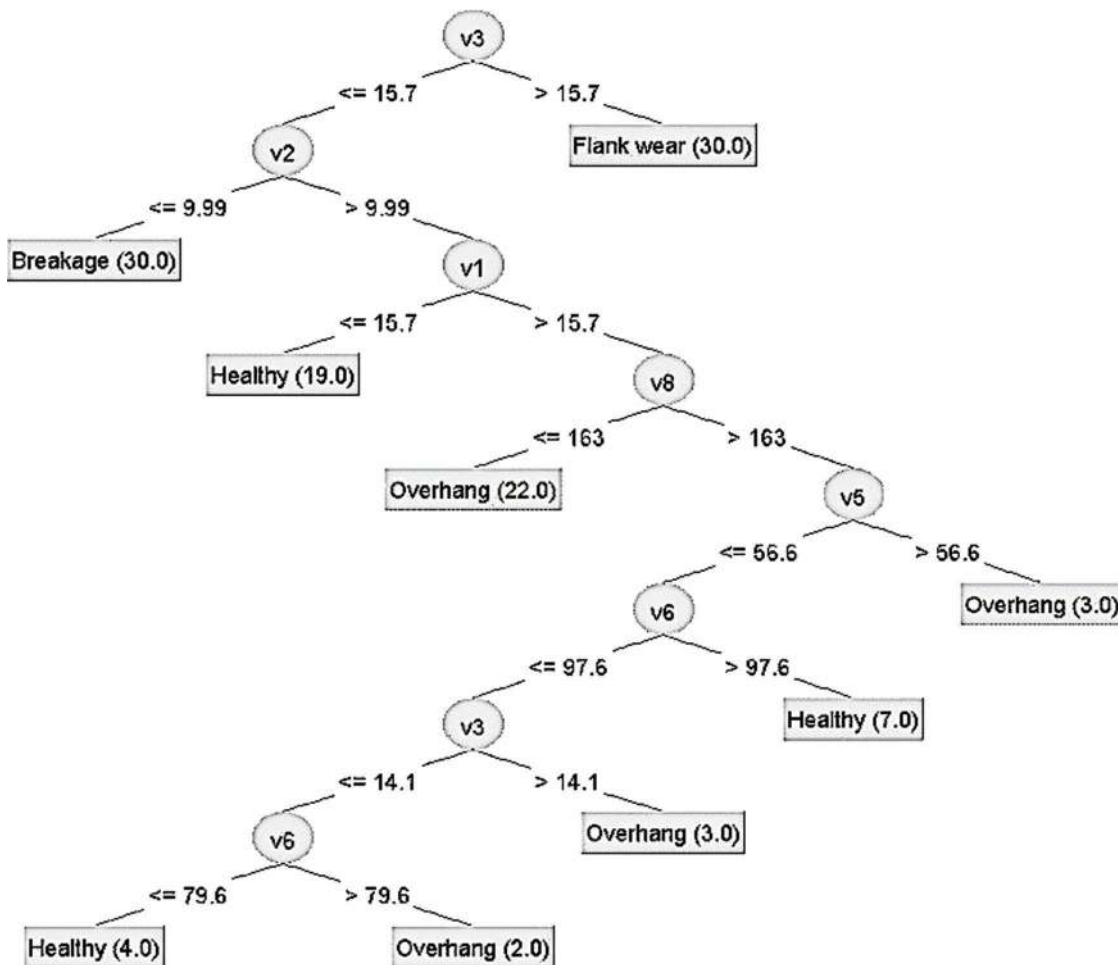 v3
<= 15.7 > 15.7
v2 Flank wear (30.0)
<= 9.99 > 9.99
Breakage (30.0) v1
<= 15.7 > 15.7
Healthy (19.0) v8
<= 163 > 163
Overhang (22.0) v5
<= 56.6 > 56.6
v6 Overhang (3.0)
<= 97.6 > 97.6
v3 Healthy (7.0)
<= 14.1 > 14.1
v6 Overhang (3.0)
<= 79.6 > 79.6
Healthy (4.0) Overhang (2.0)